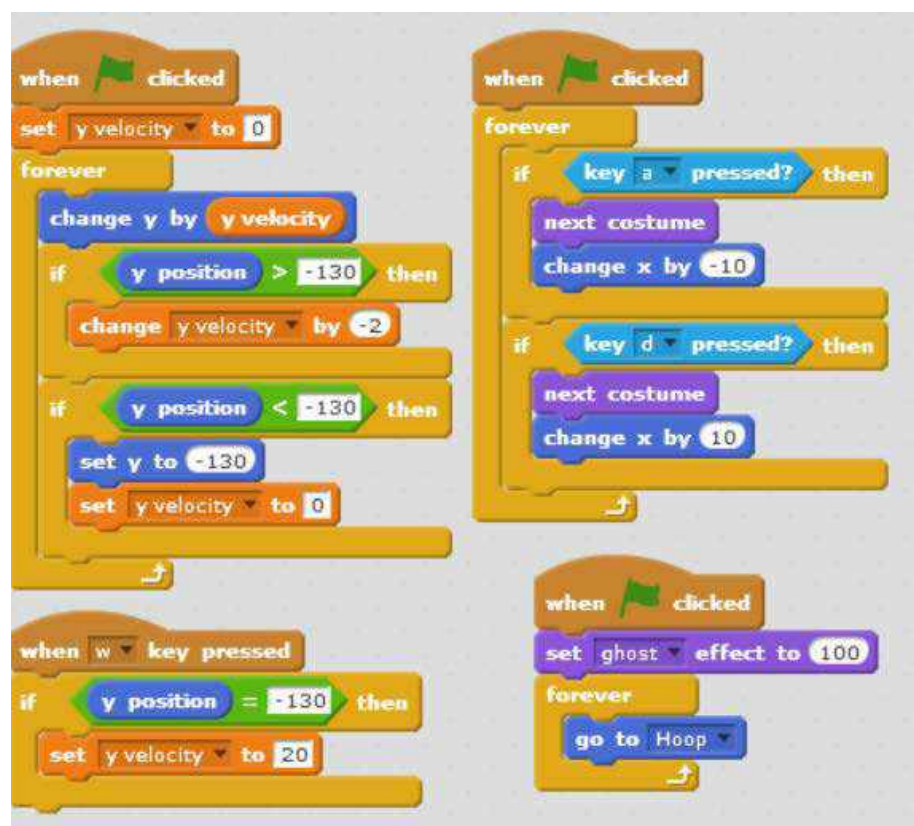 when clicked
set y velocity to 0
forever
change y by y velocity
if y position > -130 then
change y velocity by -2
if y position < -130 then
set y to -130
set y velocity to 0
when w key pressed
if y position = -130 then
set y velocity to 20
when clicked
forever
if key a pressed? then
next costume
change x by -10
if key d pressed? then
next costume
change x by 10
when clicked
set ghost effect to 100
forever
go to Hoop